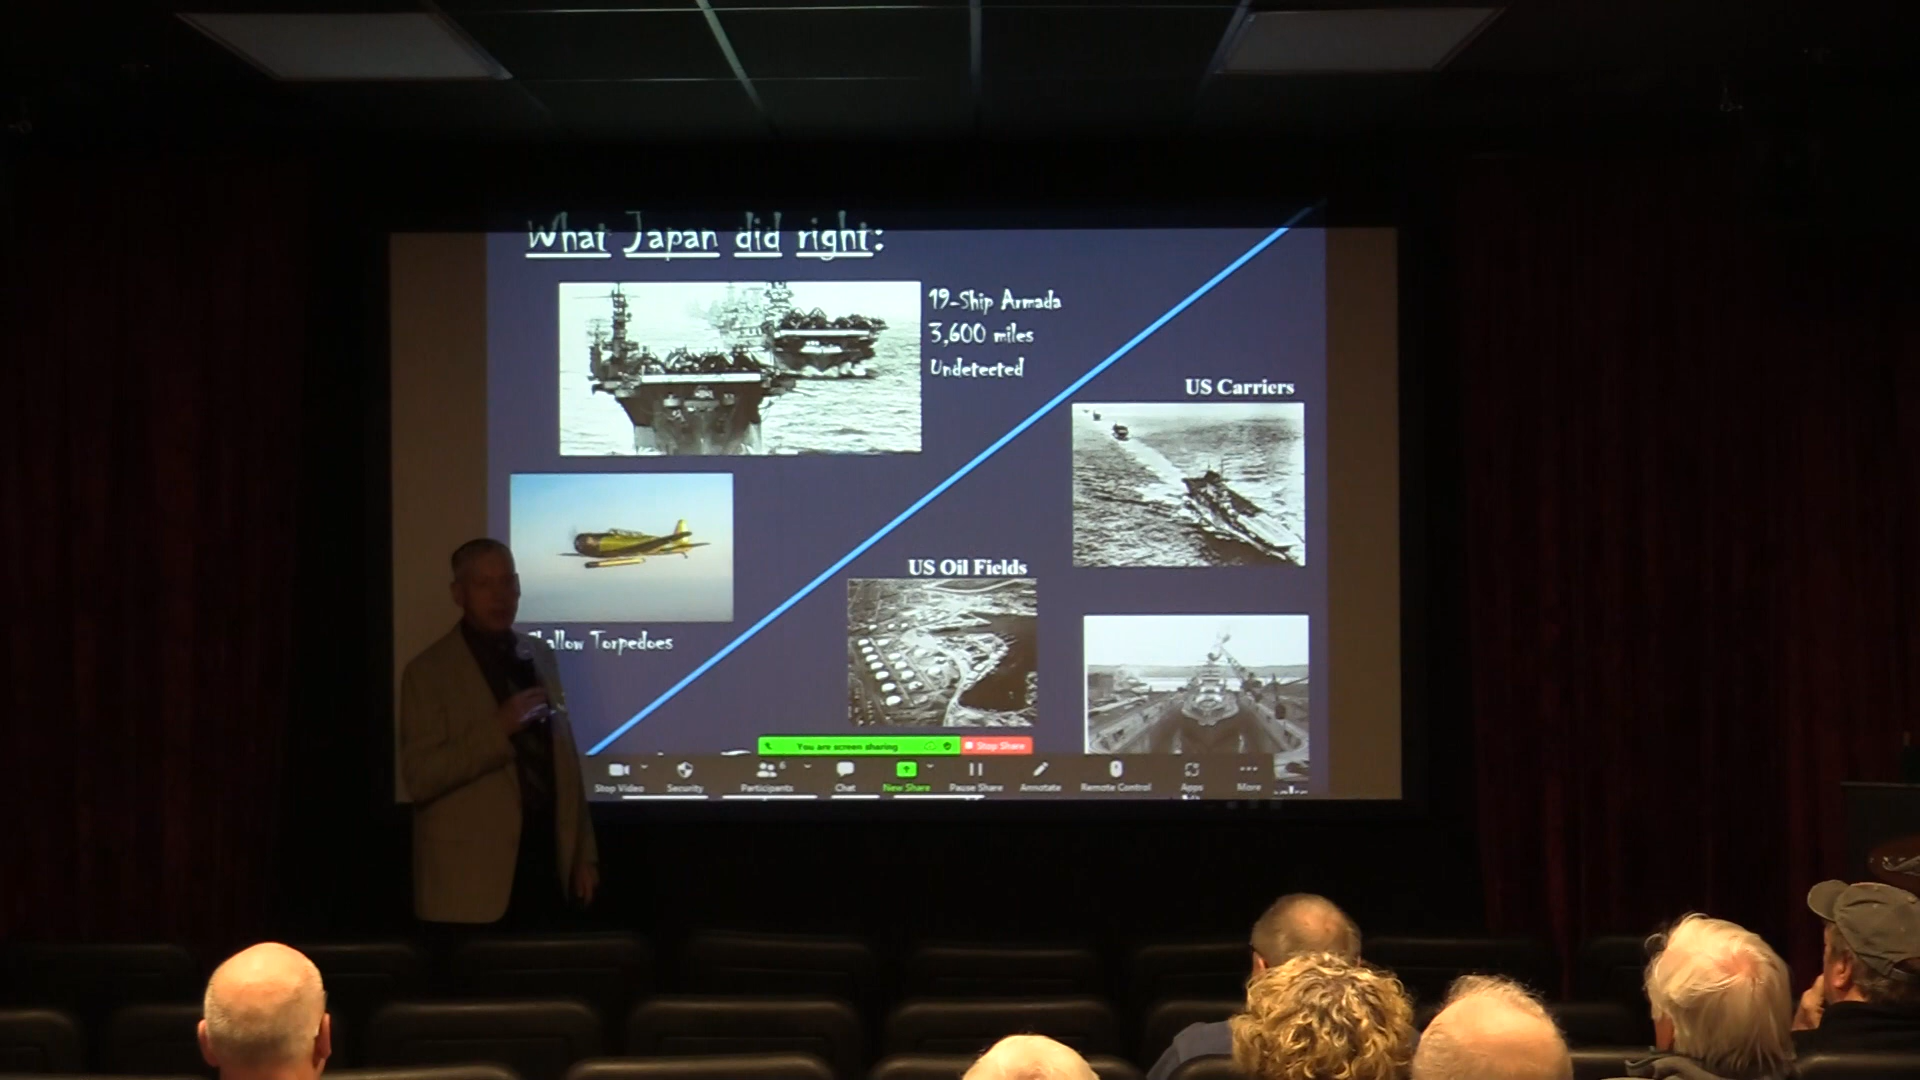 What Japan did right:
19-Ship Armada
3,600 miles
Undetected
US Carriers
US Oil Fields
Torpedoes
You are screen sharing
Stop Share
6
Stop Video Security Participants Chat New Share Pause Share Annotate Remote Control Apps More